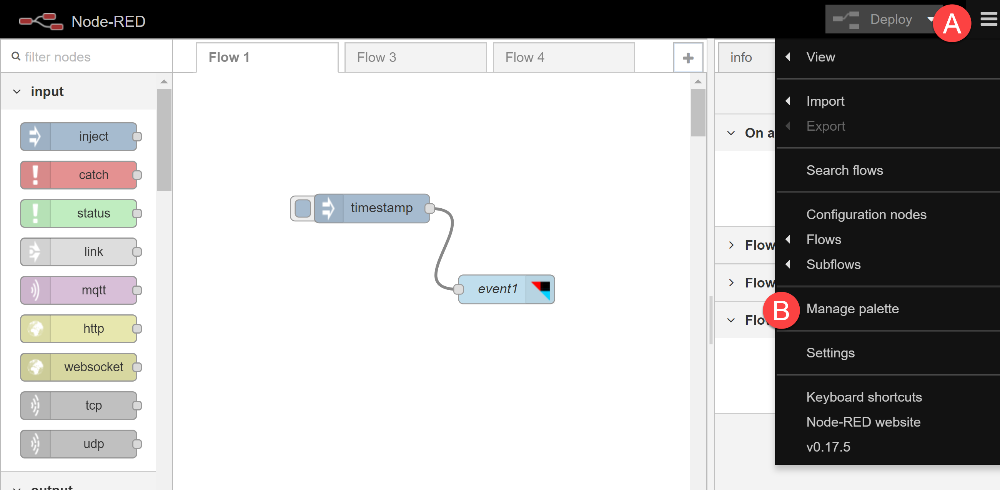 Node-RED
Deploy
A
filter nodes
Flow 1
Flow 3
Flow 4
info
input
inject
catch
status
link
mqtt
http
websocket
tcp
udp
output
timestamp
event1
On a
Flow
Flow
Flo
View
Import
Export
Search flows
Configuration nodes
Flows
Subflows
B
Manage palette
Settings
Keyboard shortcuts
Node-RED website
v0.17.5